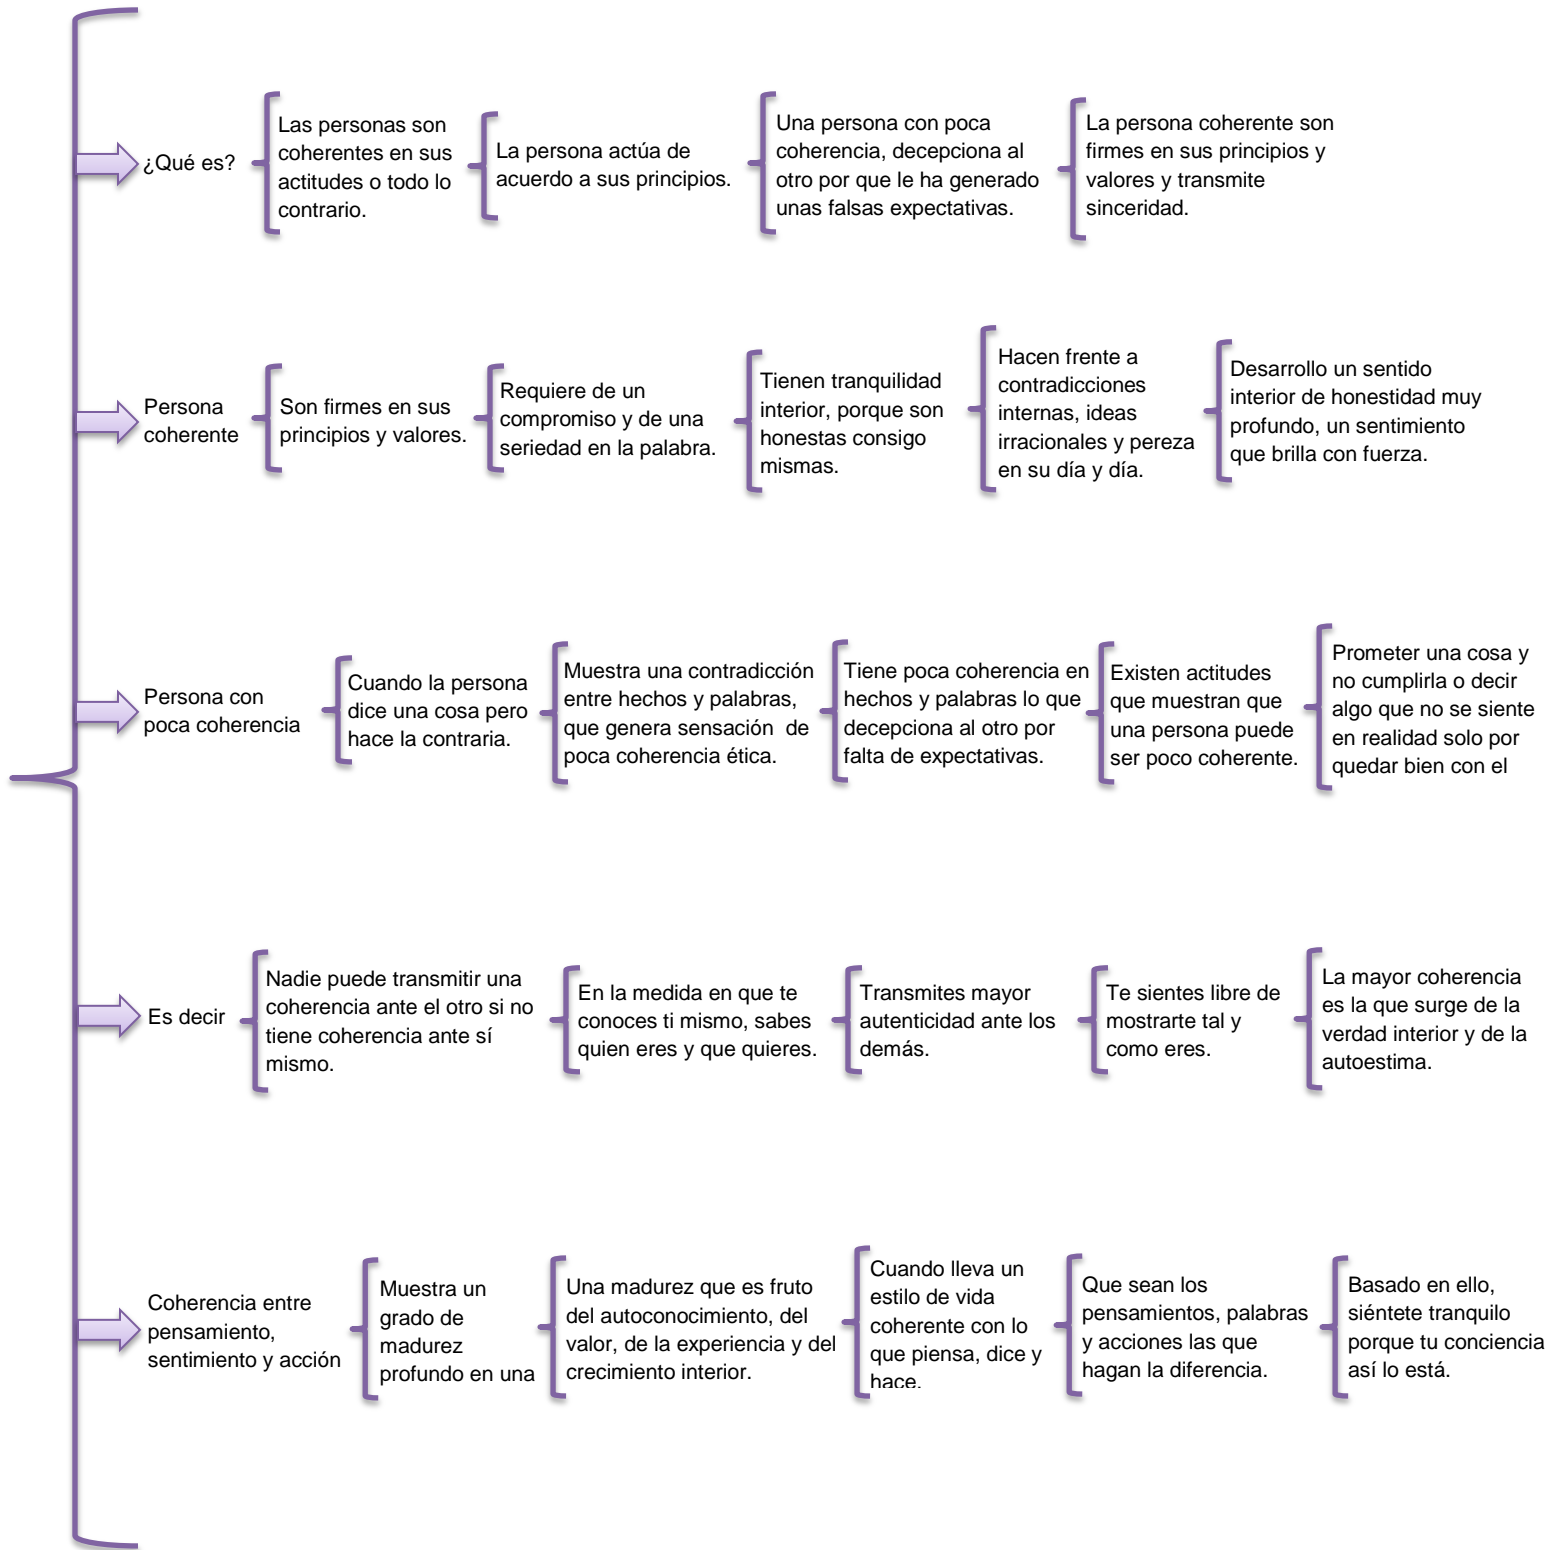 ¿Qué es?
Las personas son
coherentes en sus
actitudes o todo lo
contrario.
La persona actúa de
acuerdo a sus principios.
Una persona con poca
coherencia, decepciona al
otro por que le ha generado
unas falsas expectativas.
La persona coherente son
firmes en sus principios y
valores y transmite
sinceridad.
Persona
coherente
Son firmes en sus
principios y valores.
Requiere de un
compromiso y de una
seriedad en la palabra.
Tienen tranquilidad
interior, porque son
honestas consigo
mismas.
Hacen frente a
contradicciones
internas, ideas
irracionales y pereza
en su día y día.
Desarrollo un sentido
interior de honestidad muy
profundo, un sentimiento
que brilla con fuerza.
Persona con
poca coherencia
Cuando la persona
dice una cosa pero
hace la contraria.
Muestra una contradicción
entre hechos y palabras,
que genera sensación  de
poca coherencia ética.
Tiene poca coherencia en
hechos y palabras lo que
decepciona al otro por
falta de expectativas.
Existen actitudes
que muestran que
una persona puede
ser poco coherente.
Prometer una cosa y
no cumplirla o decir
algo que no se siente
en realidad solo por
quedar bien con el
Es decir
Nadie puede transmitir una
coherencia ante el otro si no
tiene coherencia ante sí
mismo.
En la medida en que te
conoces ti mismo, sabes
quien eres y que quieres.
Transmites mayor
autenticidad ante los
demás.
Te sientes libre de
mostrarte tal y
como eres.
La mayor coherencia
es la que surge de la
verdad interior y de la
autoestima.
Coherencia entre
pensamiento,
sentimiento y acción
Muestra un
grado de
madurez
profundo en una
Una madurez que es fruto
del autoconocimiento, del
valor, de la experiencia y del
crecimiento interior.
Cuando lleva un
estilo de vida
coherente con lo
que piensa, dice y
hace.
Que sean los
pensamientos, palabras
y acciones las que
hagan la diferencia.
Basado en ello,
siéntete tranquilo
porque tu conciencia
así lo está.